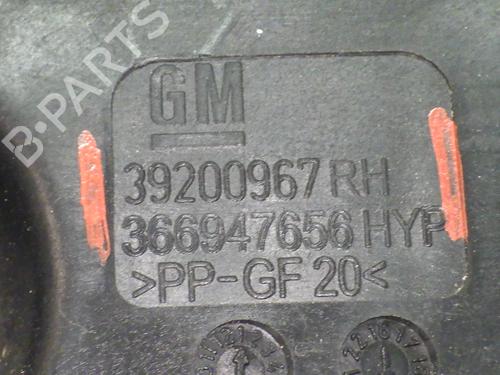 B-PARTS
GM
39200967 RH
366947656 HYP
>PP-GF 20<